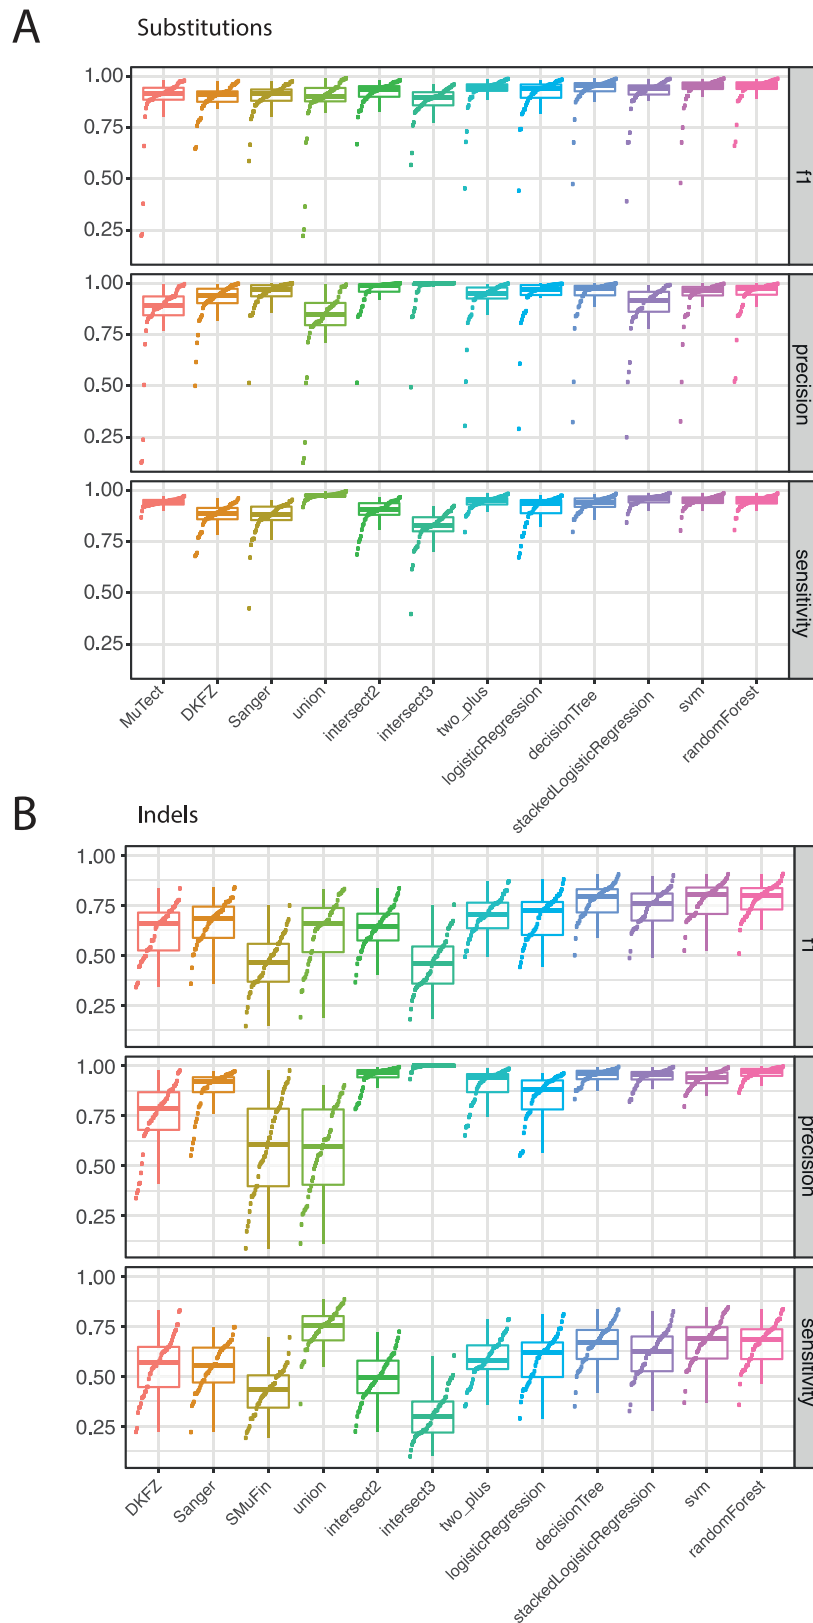 A
Substitutions
1.00
0.75
0.50
0.25
f1
1.00
0.75
0.50
0.25
precision
1.00
0.75
0.50
0.25
sensitivity
MuTect
DKFZ
Sanger
union
intersect2
intersect3
two_plus
logisticRegression
decisionTree
stackedLogisticRegression
svm
randomForest
B
Indels
1.00
0.75
0.50
0.25
f1
1.00
0.75
0.50
0.25
precision
1.00
0.75
0.50
0.25
sensitivity
DKFZ
Sanger
SMuFin
union
intersect2
intersect3
two_plus
logisticRegression
decisionTree
stackedLogisticRegression
svm
randomForest